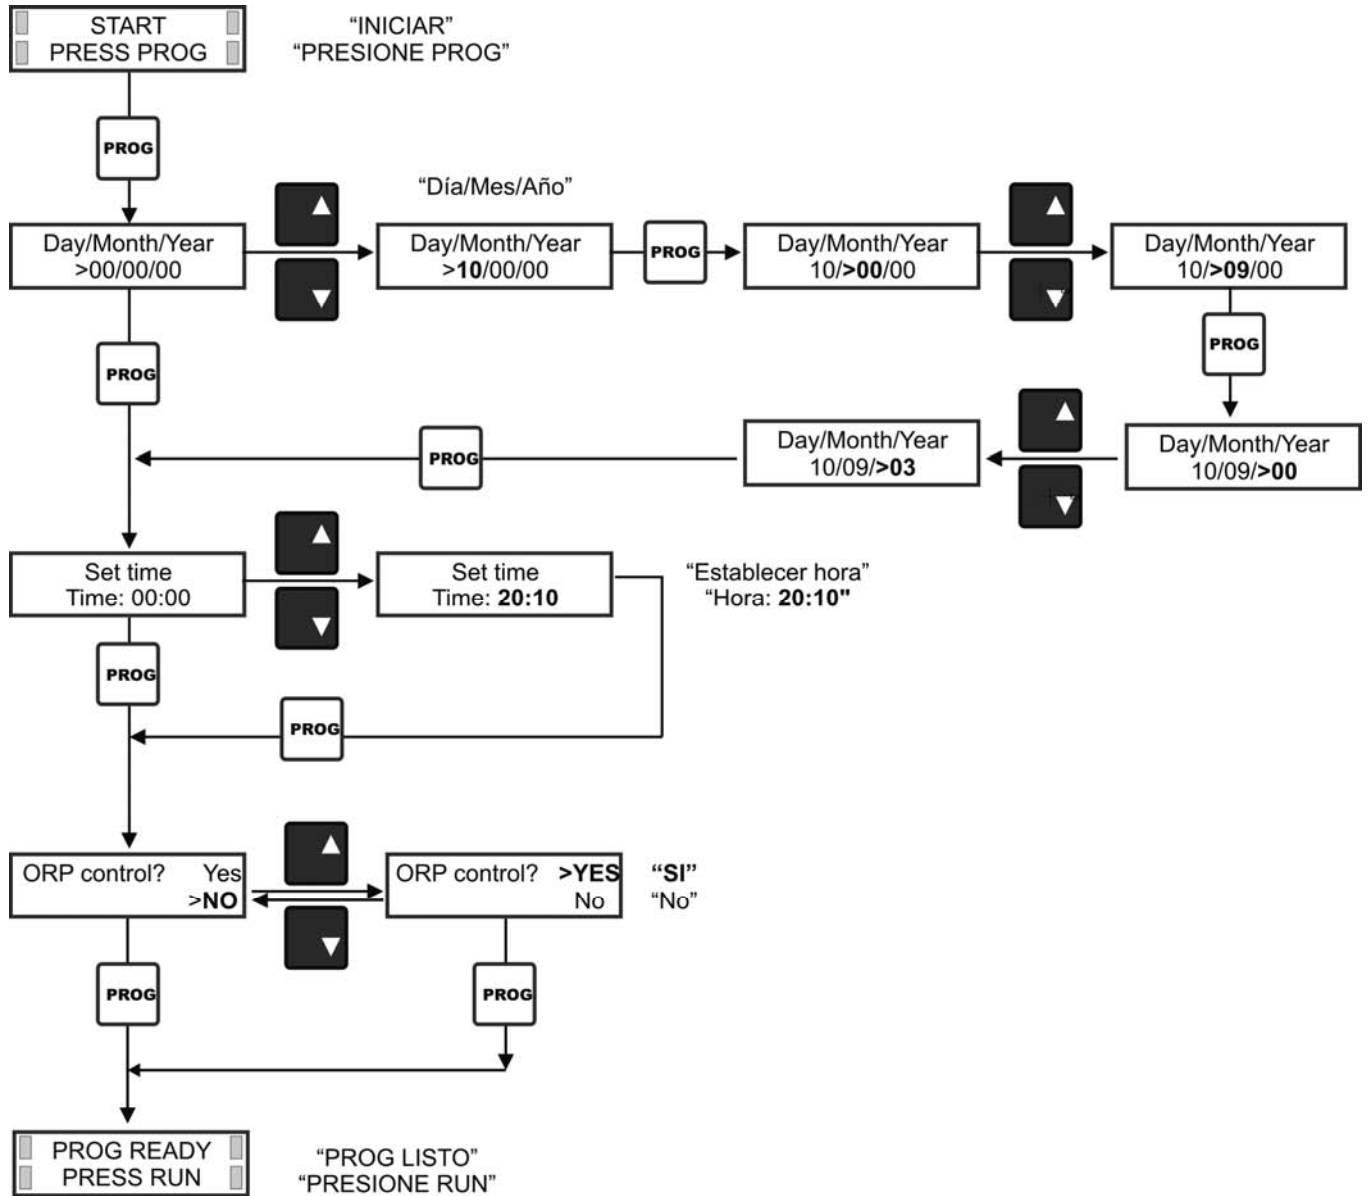 START
PRESS PROG
“INICIAR”
“PRESIONE PROG”
PROG
“Día/Mes/Año”
Day/Month/Year
>00/00/00
Day/Month/Year
>10/00/00
PROG
Day/Month/Year
10/>00/00
Day/Month/Year
10/>09/00
PROG
PROG
Day/Month/Year
10/09/>00
Day/Month/Year
10/09/>03
PROG
Set time
Time: 00:00
Set time
Time: 20:10
“Establecer hora”
“Hora: 20:10"
PROG
PROG
ORP control? Yes
>NO
ORP control? >YES
No
“SI”
“No”
PROG
PROG
PROG READY
PRESS RUN
“PROG LISTO”
“PRESIONE RUN”